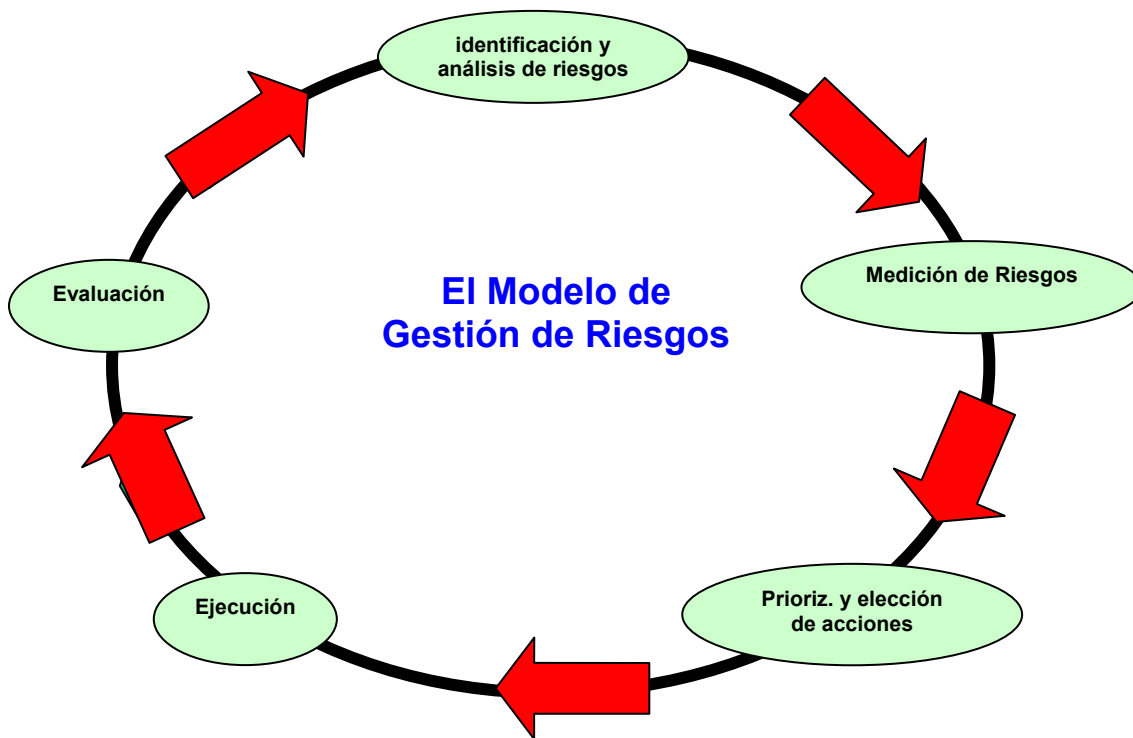 identificación y
análisis de riesgos
Medición de Riesgos
Evaluación
El Modelo de
Gestión de Riesgos
Prioriz. y elección
de acciones
Ejecución